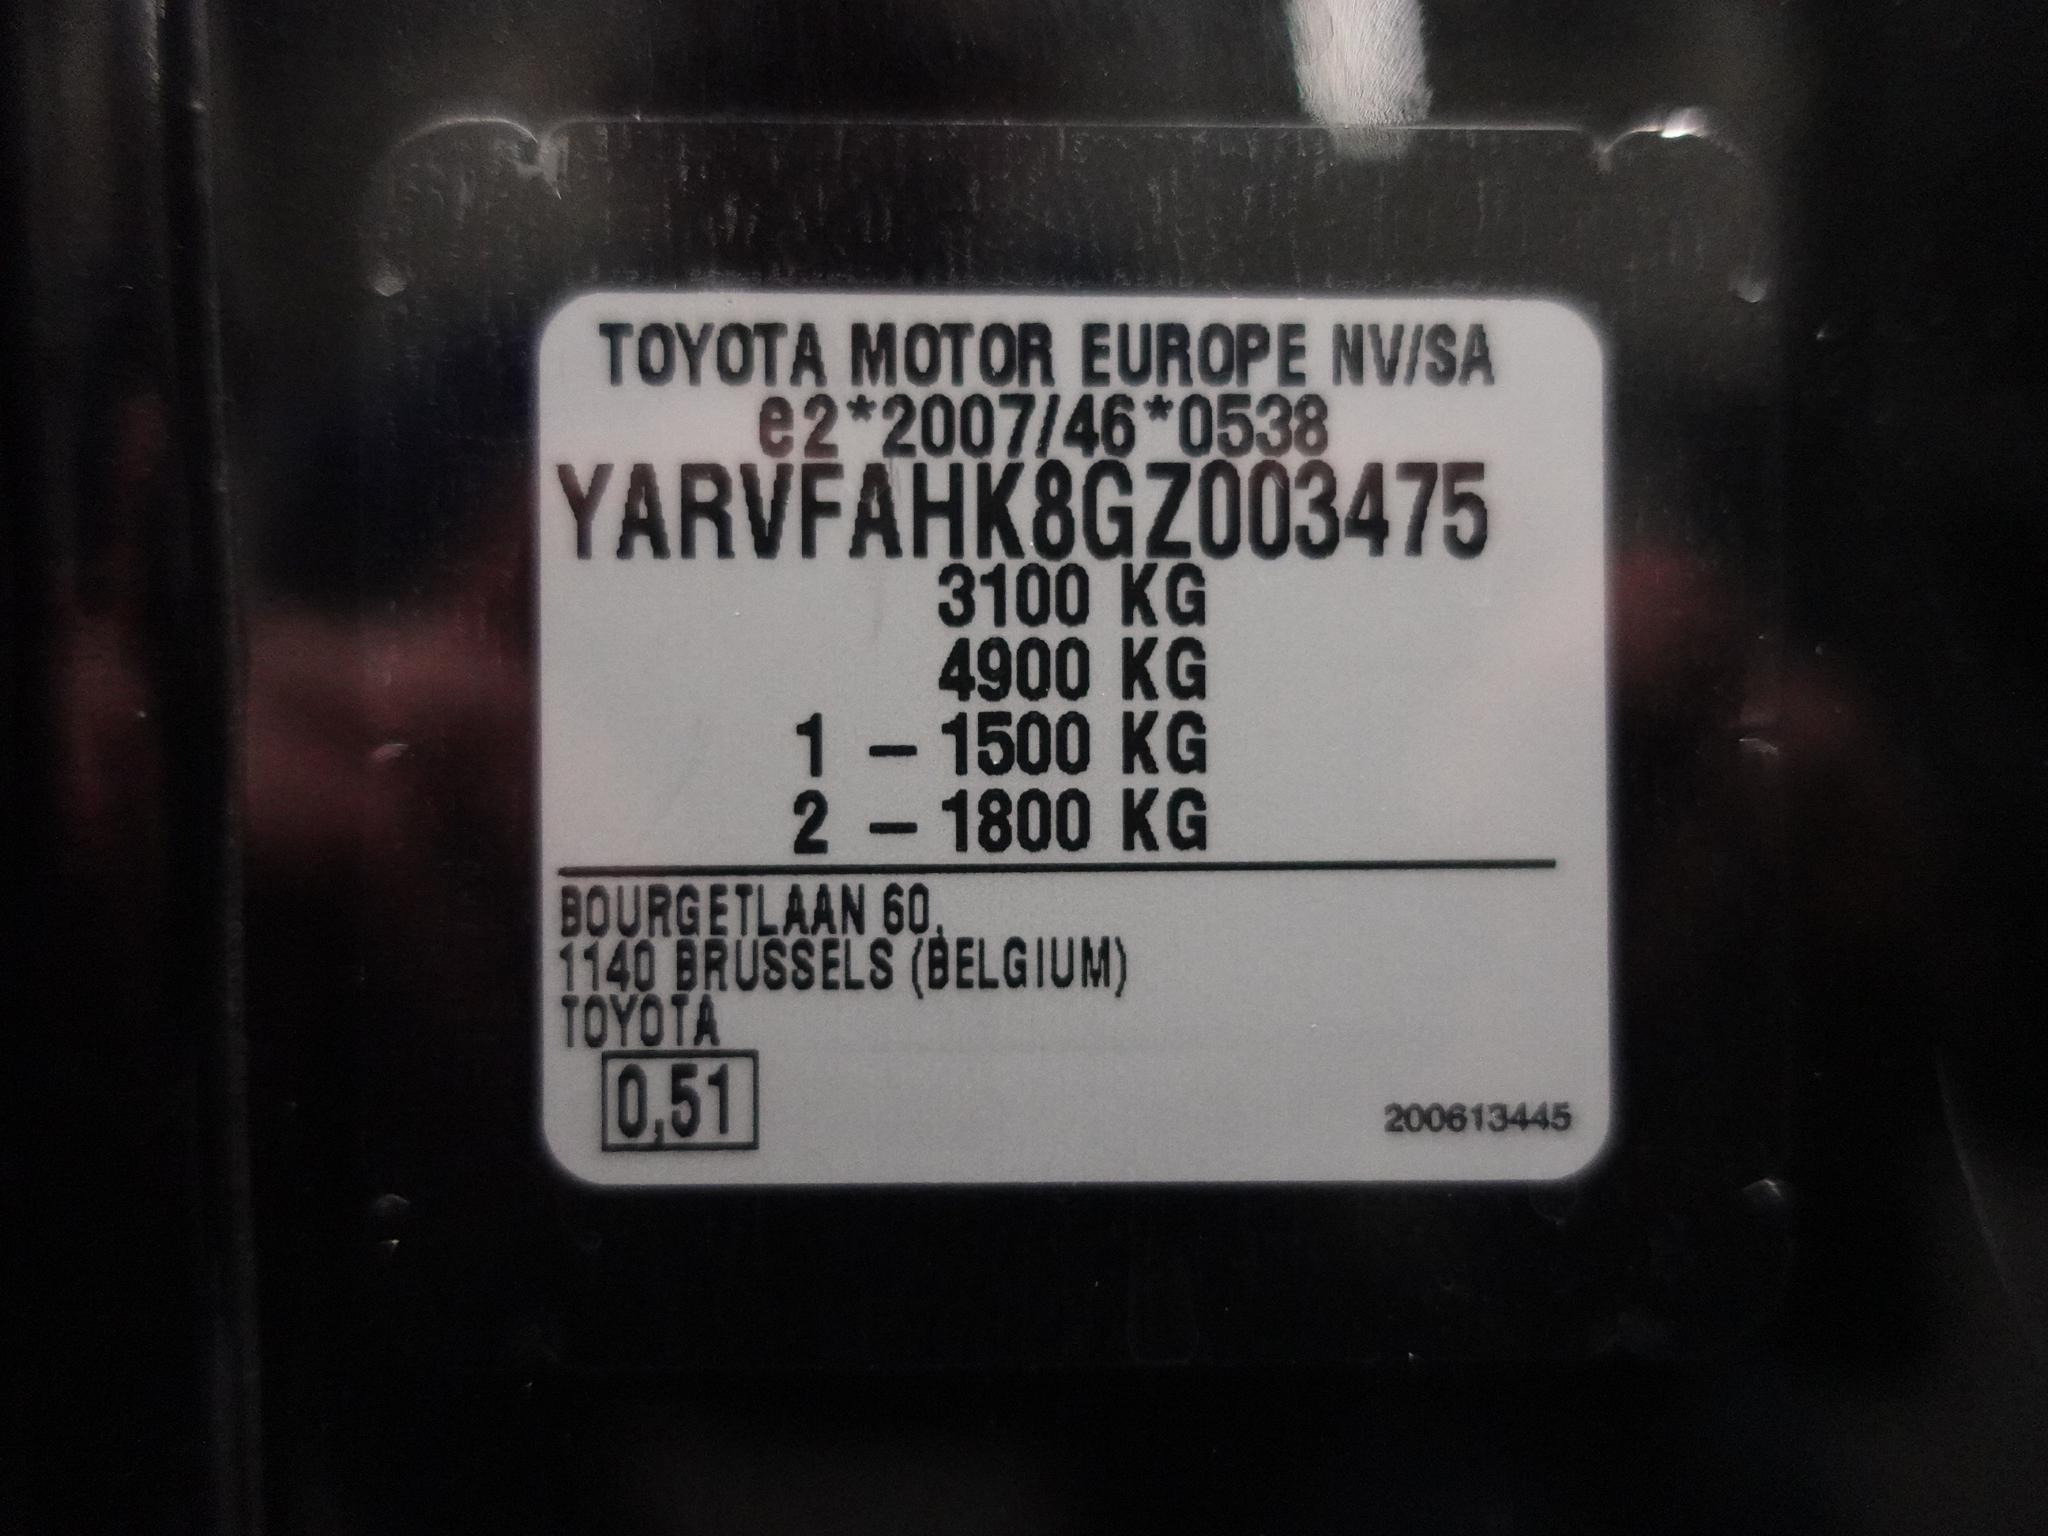 TOYOTA MOTOR EUROPE NV/SA
e2*2007/46*0538
YARVFAHK8GZ003475
3100 KG
4900 KG
1 – 1500 KG
2 – 1800 KG
BOURGETLAAN 60,
1140 BRUSSELS (BELGIUM)
TOYOTA
0,51
200613445